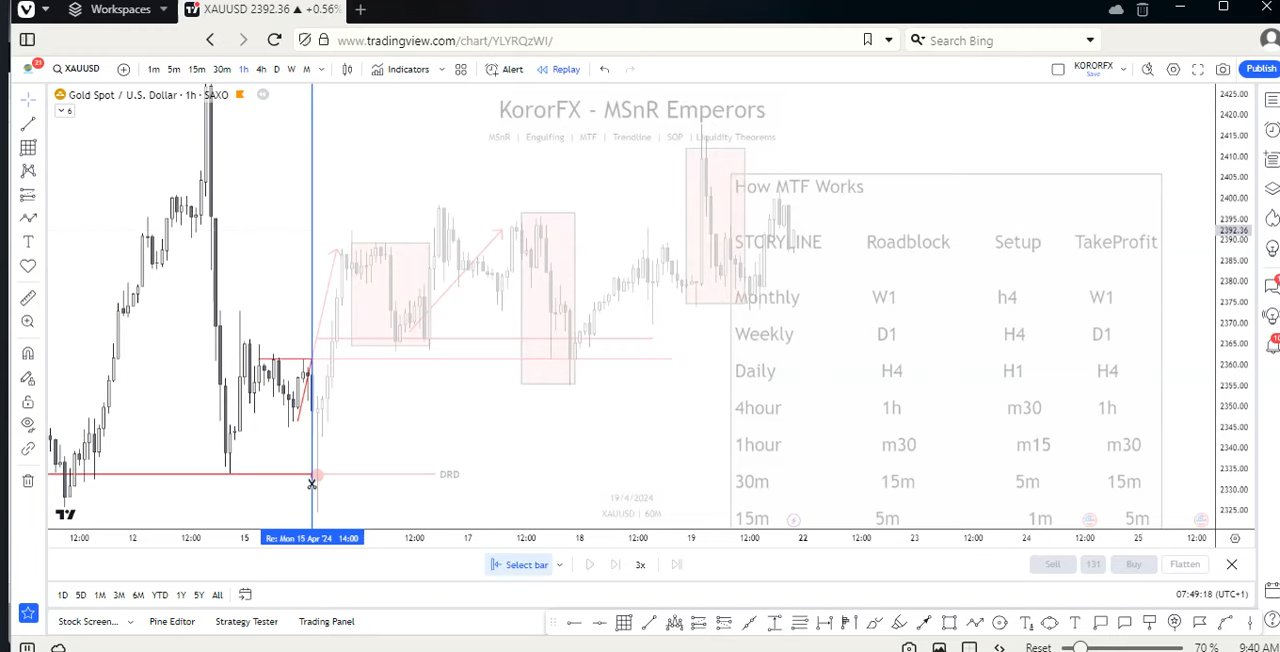 Workspaces
XAUUSD 2392.36 ▲ +0.56%
www.tradingview.com/chart/YLYRQzWI/
Search Bing
21
XAUUSD
1m 5m 15m 30m 1h 4h D W M
Indicators
Alert
Replay
KORORFX
Save
Publish
Gold Spot / U.S. Dollar · 1h · SAXO
6
KororFX - MSnR Emperors
MSnR | Engulfing | MTF | Trendline | SOP | Liquidity Theorems
How MTF Works
STORYLINE Roadblock Setup TakeProfit
Monthly W1 h4 W1
Weekly D1 H4 D1
Daily H4 H1 H4
4hour 1h m30 1h
1hour m30 m15 m30
30m 15m 5m 15m
15m 5m 1m 5m
DRD
19/4/2024
XAUUSD | 60M
2425.00
2420.00
2415.00
2410.00
2405.00
2400.00
2395.00
2392.36
2390.00
2385.00
2380.00
2375.00
2370.00
2365.00
2360.00
2355.00
2350.00
2345.00
2340.00
2335.00
2330.00
2325.00
12:00 12 12:00 15 Re: Mon 15 Apr '24 14:00 12:00 17 12:00 18 12:00 19 12:00 22 12:00 23 12:00 24 12:00 25 12:00
Select bar
3x
Sell 131 Buy Flatten
1D 5D 1M 3M 6M YTD 1Y 5Y All
07:49:18 (UTC+1)
Stock Screen... Pine Editor Strategy Tester Trading Panel
Reset 70 % 9:40 AM